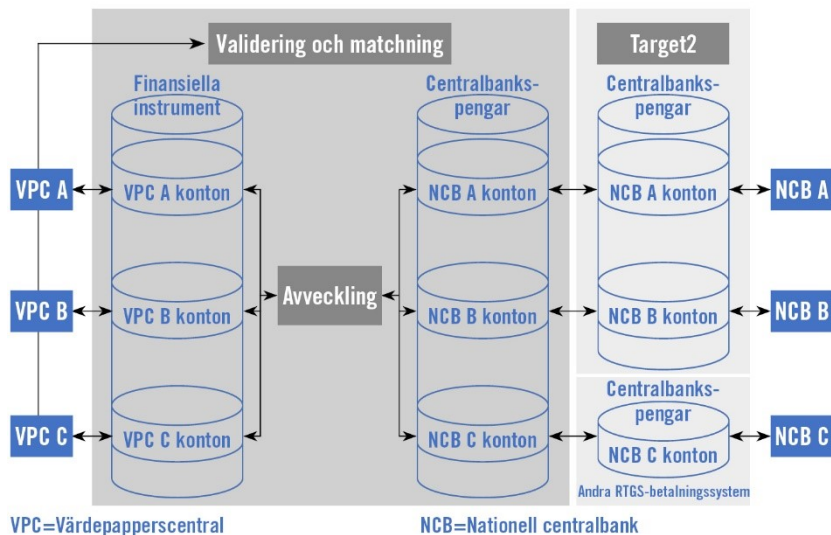 Validering och matchning
Target2
Finansiella
instrument
Centralbanks-
pengar
Centralbanks-
pengar
VPC A
VPC A konton
NCB A konton
NCB A konton
NCB A
Avveckling
VPC B
VPC B konton
NCB B konton
NCB B konton
NCB B
Centralbanks-
pengar
VPC C
VPC C konton
NCB C konton
NCB C konton
NCB C
Andra RTGS-betalningssystem
VPC=Värdepapperscentral
NCB=Nationell centralbank